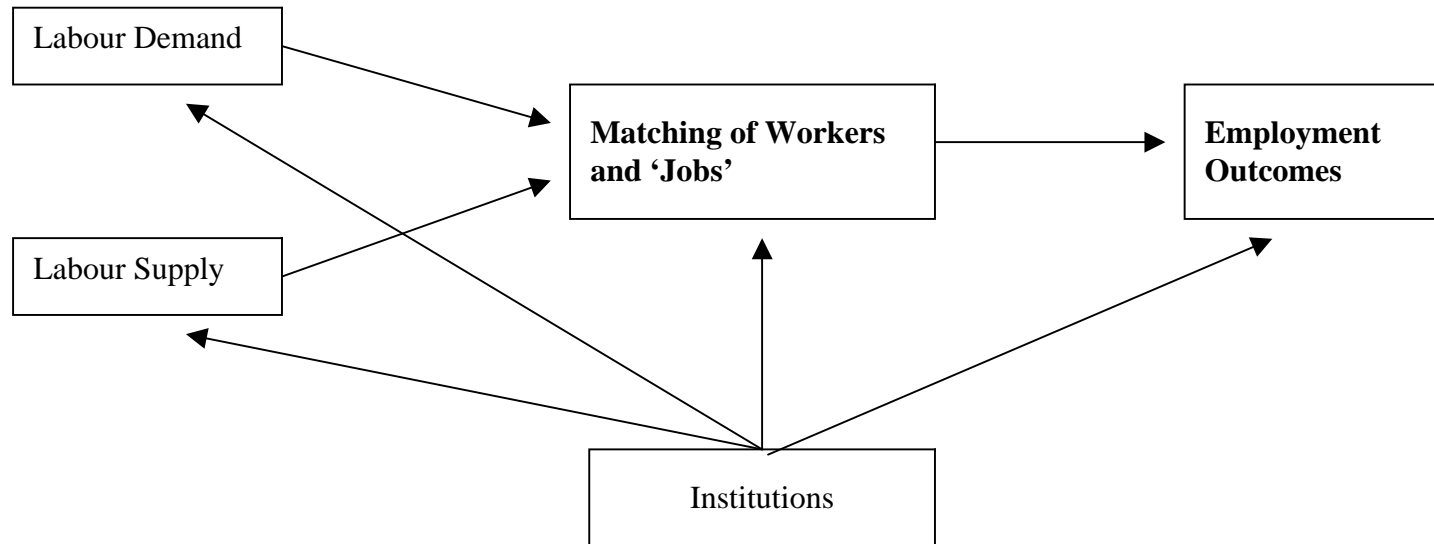 Labour Demand
Matching of Workers
and ‘Jobs’
Employment
Outcomes
Labour Supply
Institutions